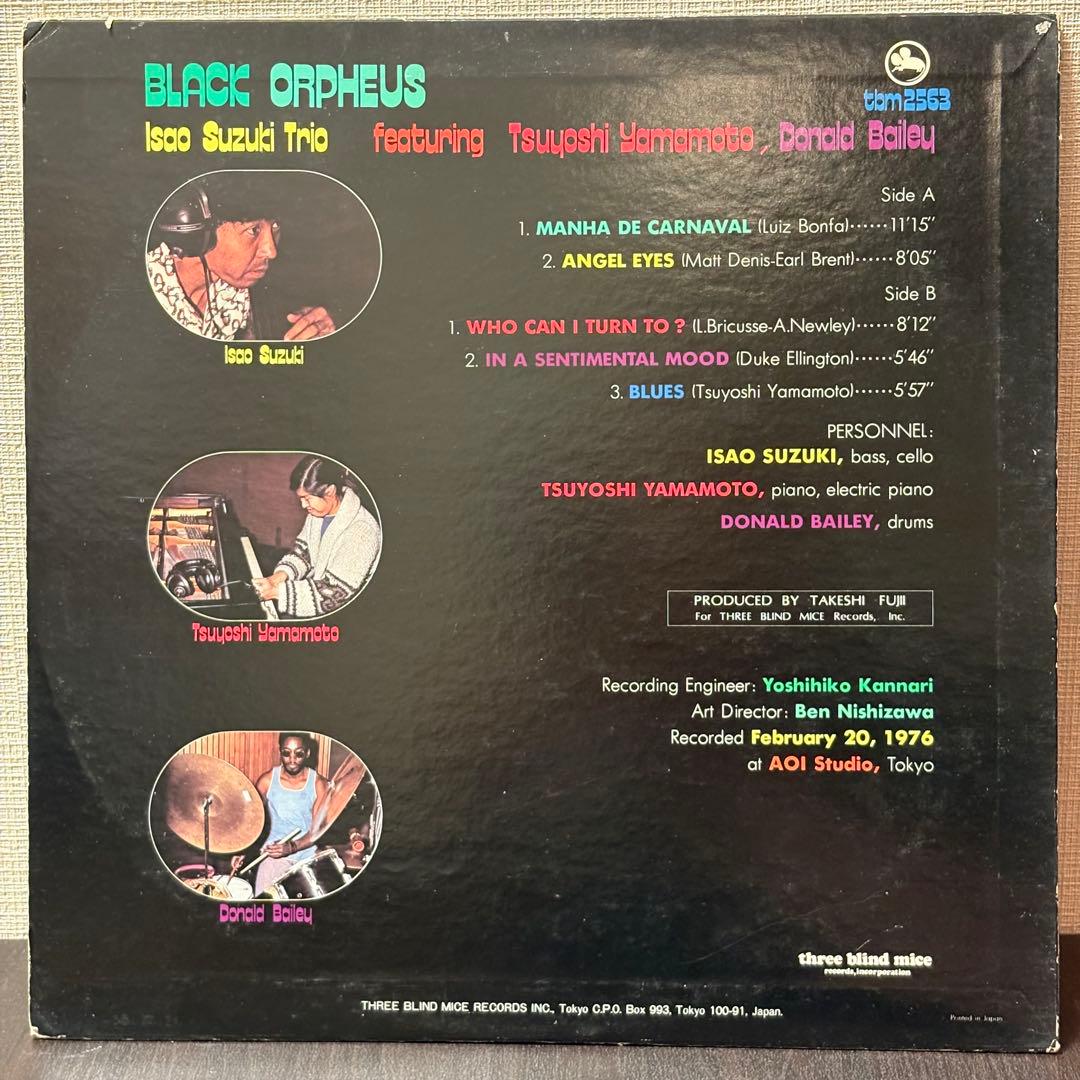 BLACK ORPHEUS
tbm2563
Isao Suzuki Trio featuring Tsuyoshi Yamamoto, Donald Bailey
Side A
1. MANHA DE CARNAVAL (Luiz Bonfa)······11'15"
2. ANGEL EYES (Matt Denis-Earl Brent)······8'05"
Side B
1. WHO CAN I TURN TO? (L.Bricusse-A.Newley)······8'12"
2. IN A SENTIMENTAL MOOD (Duke Ellington)······5'46"
3. BLUES (Tsuyoshi Yamamoto)······5'57"
Isao Suzuki
PERSONNEL:
ISAO SUZUKI, bass, cello
TSUYOSHI YAMAMOTO, piano, electric piano
DONALD BAILEY, drums
Tsuyoshi Yamamoto
PRODUCED BY TAKESHI FUJII
For THREE BLIND MICE Records, Inc.
Recording Engineer: Yoshihiko Kannari
Art Director: Ben Nishizawa
Recorded February 20, 1976
at AOI Studio, Tokyo
Donald Bailey
three blind mice
records,incorporation
THREE BLIND MICE RECORDS INC., Tokyo C.P.O. Box 993, Tokyo 100-91, Japan.
Printed in Japan